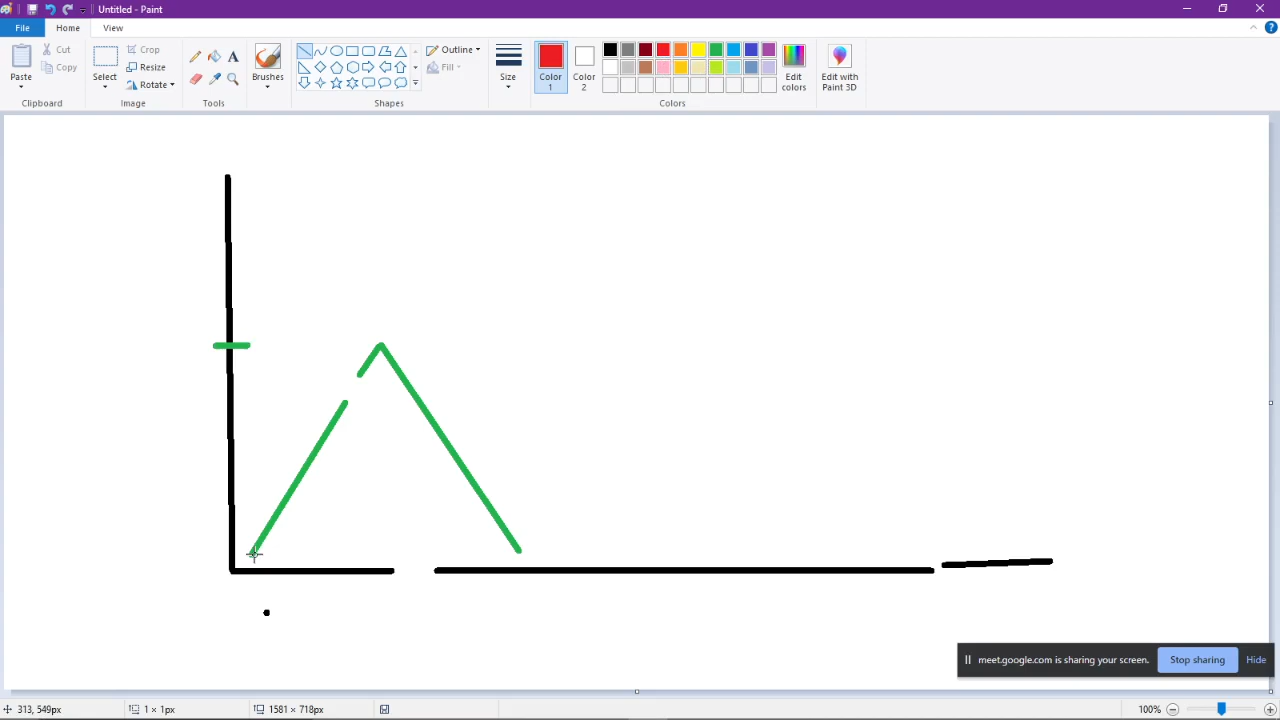 Untitled - Paint
File Home View
Paste Cut Copy Clipboard
Select Crop Resize Rotate Image
A Tools
Brushes
Outline Fill Shapes
Size
Color 1 Color 2 Edit colors Colors
Edit with Paint 3D
meet.google.com is sharing your screen. Stop sharing Hide
313, 549px 1 × 1px 1581 × 718px 100%